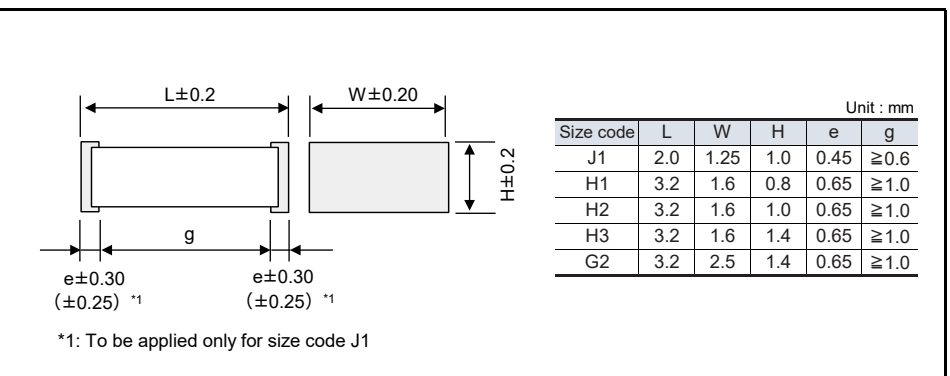 L±0.2
W±0.20
H±0.2
g
e±0.30
(±0.25) *1
e±0.30
(±0.25) *1
*1: To be applied only for size code J1
Unit : mm
Size code L W H e g
J1 2.0 1.25 1.0 0.45 ≧0.6
H1 3.2 1.6 0.8 0.65 ≧1.0
H2 3.2 1.6 1.0 0.65 ≧1.0
H3 3.2 1.6 1.4 0.65 ≧1.0
G2 3.2 2.5 1.4 0.65 ≧1.0